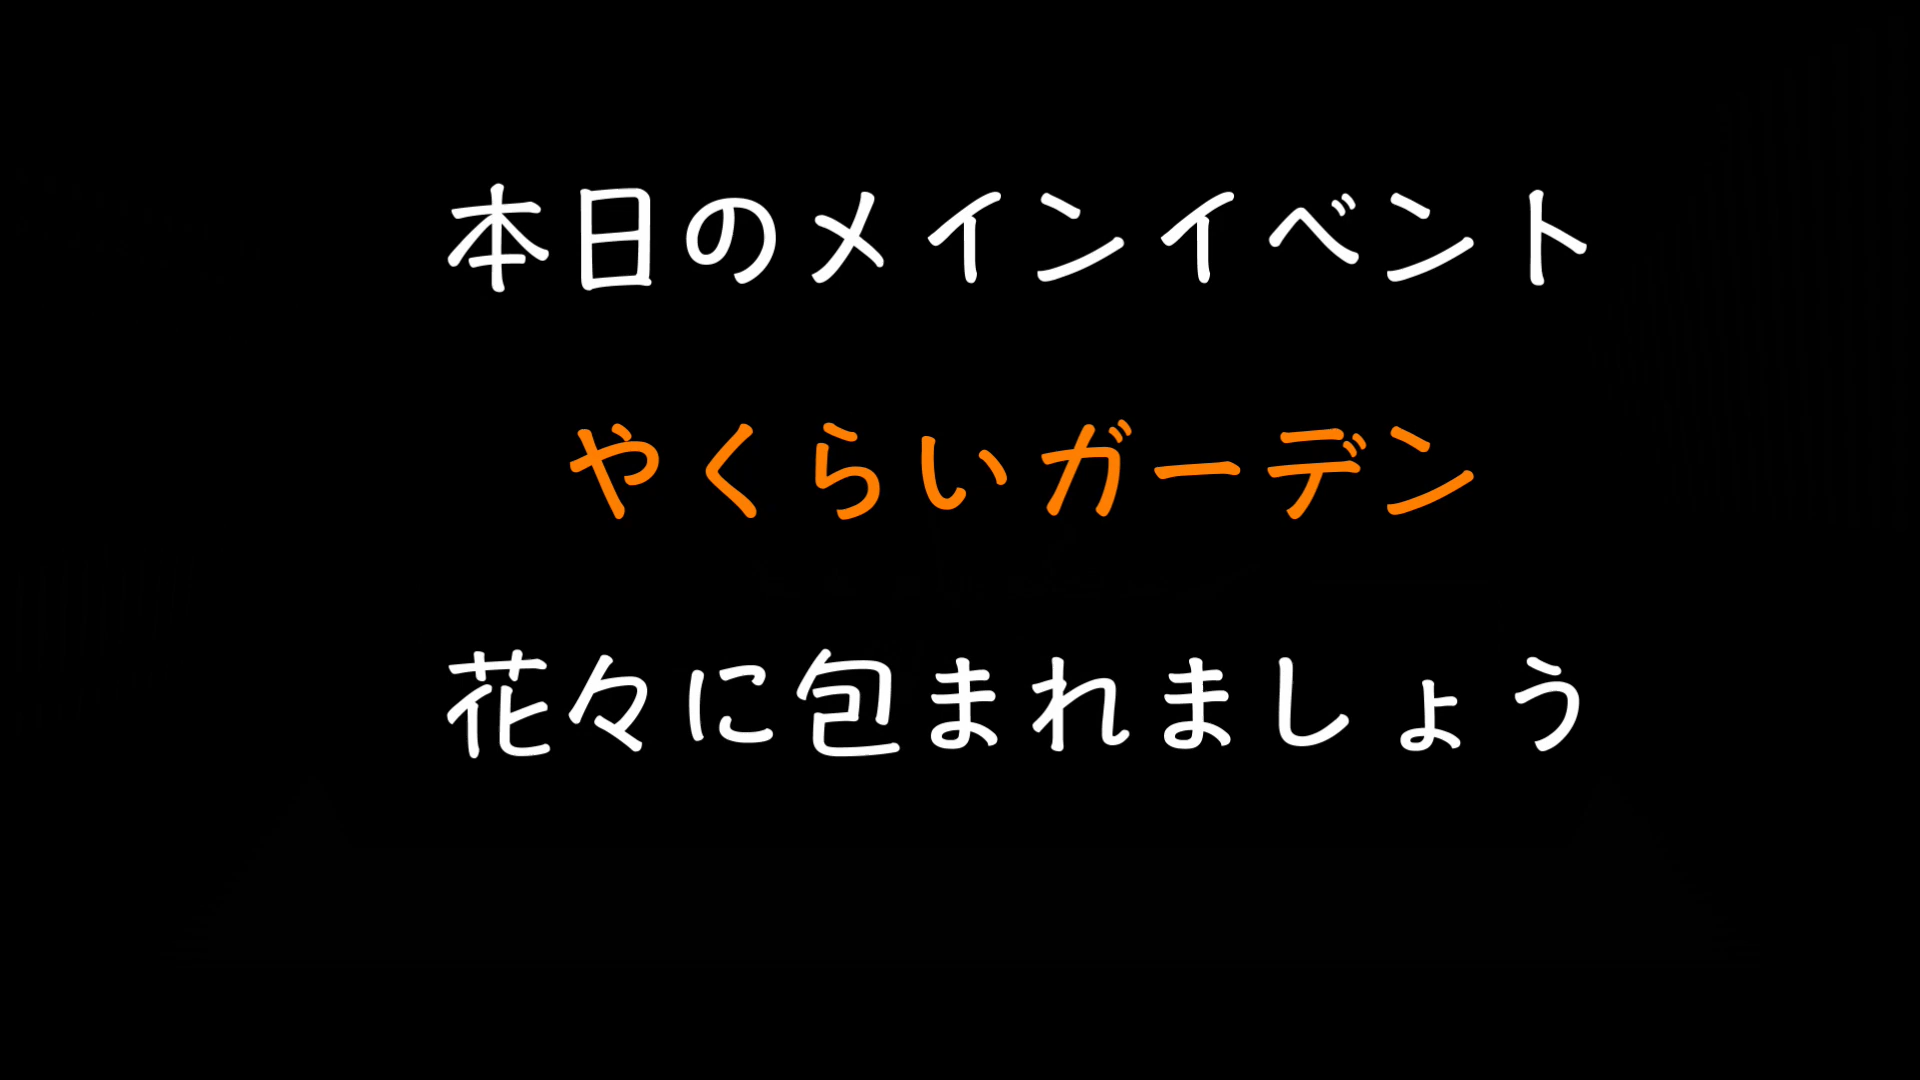 本日のメインイベント
やくらいガーデン
花々に包まれましょう